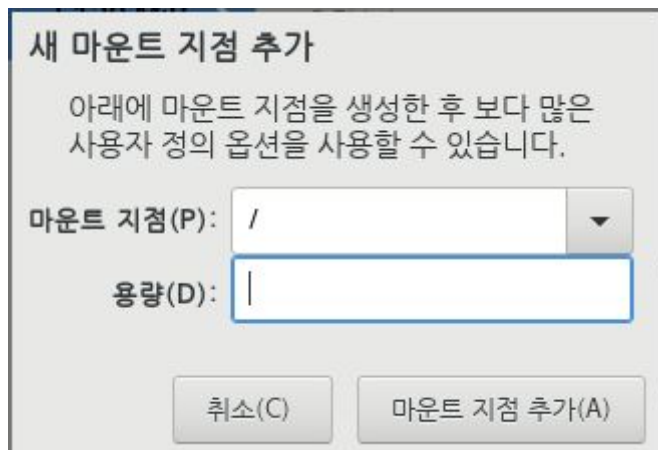 새 마운트 지점 추가
아래에 마운트 지점을 생성한 후 보다 많은
사용자 정의 옵션을 사용할 수 있습니다.
마운트 지점(P): /
용량(D):
취소(C) 마운트 지점 추가(A)